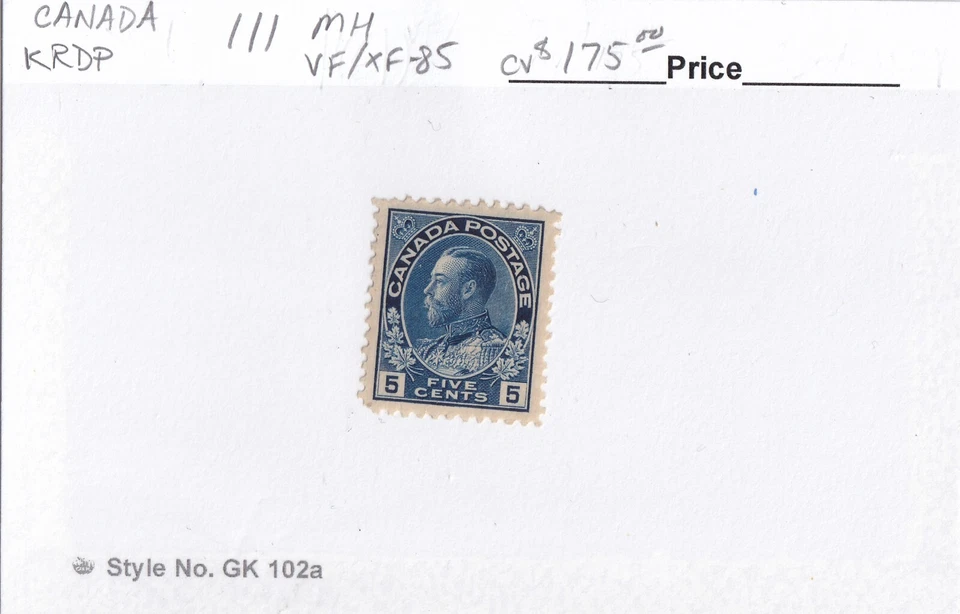 CANADA 111 MH
KRDP VF/XF-85 CV $175.00 Price
CANADA POSTAGE
5 FIVE CENTS 5
Style No. GK 102a